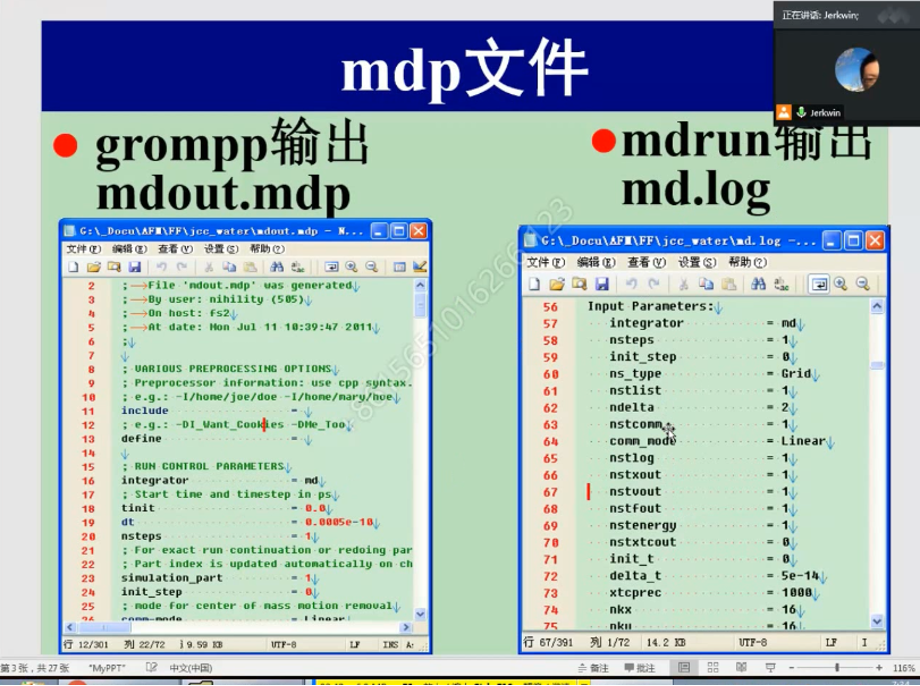 正在讲话: Jerkwin;
Jerkwin
mdp文件
grompp输出
mdout.mdp
mdrun输出
md.log
G:\_Docu\AFM\FF\jcc_water\mdout.mdp - N...
文件(F) 编辑(E) 查看(V) 设置(S) 帮助(?)
2 ; File 'mdout.mdp' was generated
3 ; By user: nihility (505)
4 ; On host: fs2
5 ; At date: Mon Jul 11 10:39:47 2011
6 ;
7
8 ; VARIOUS PREPROCESSING OPTIONS
9 ; Preprocessor information: use cpp syntax.
10 ; e.g.: -I/home/joe/doe -I/home/mary/hoe
11 include =
12 ; e.g.: -DI_Want_Cookies -DMe_Too
13 define =
14
15 ; RUN CONTROL PARAMETERS
16 integrator = md
17 ; Start time and timestep in ps
18 tinit = 0.0
19 dt = 0.0005e-10
20 nsteps = 1
21 ; For exact run continuation or redoing par
22 ; Part index is updated automatically on ch
23 simulation_part = 1
24 init_step = 0
25 ; mode for center of mass motion removal
comm-mode = Linear
行 12/301 列 22/72 9.59 KB UTF-8 LF INS
G:\_Docu\AFM\FF\jcc_water\md.log -...
文件(F) 编辑(E) 查看(V) 设置(S) 帮助(?)
56 Input Parameters:
57 integrator = md
58 nsteps = 1
59 init_step = 0
60 ns_type = Grid
61 nstlist = 1
62 ndelta = 2
63 nstcomm = 1
64 comm_mode = Linear
65 nstlog = 1
66 nstxout = 1
67 nstvout = 1
68 nstfout = 1
69 nstenergy = 1
70 nstxtcout = 0
71 init_t = 0
72 delta_t = 5e-14
73 xtcprec = 1000
74 nkx = 16
75 nky = 16
行 67/391 列 1/72 14.2 KB UTF-8 LF I
第 3 张，共 27 张 "MyPPT" 中文(中国) 备注 批注 116%